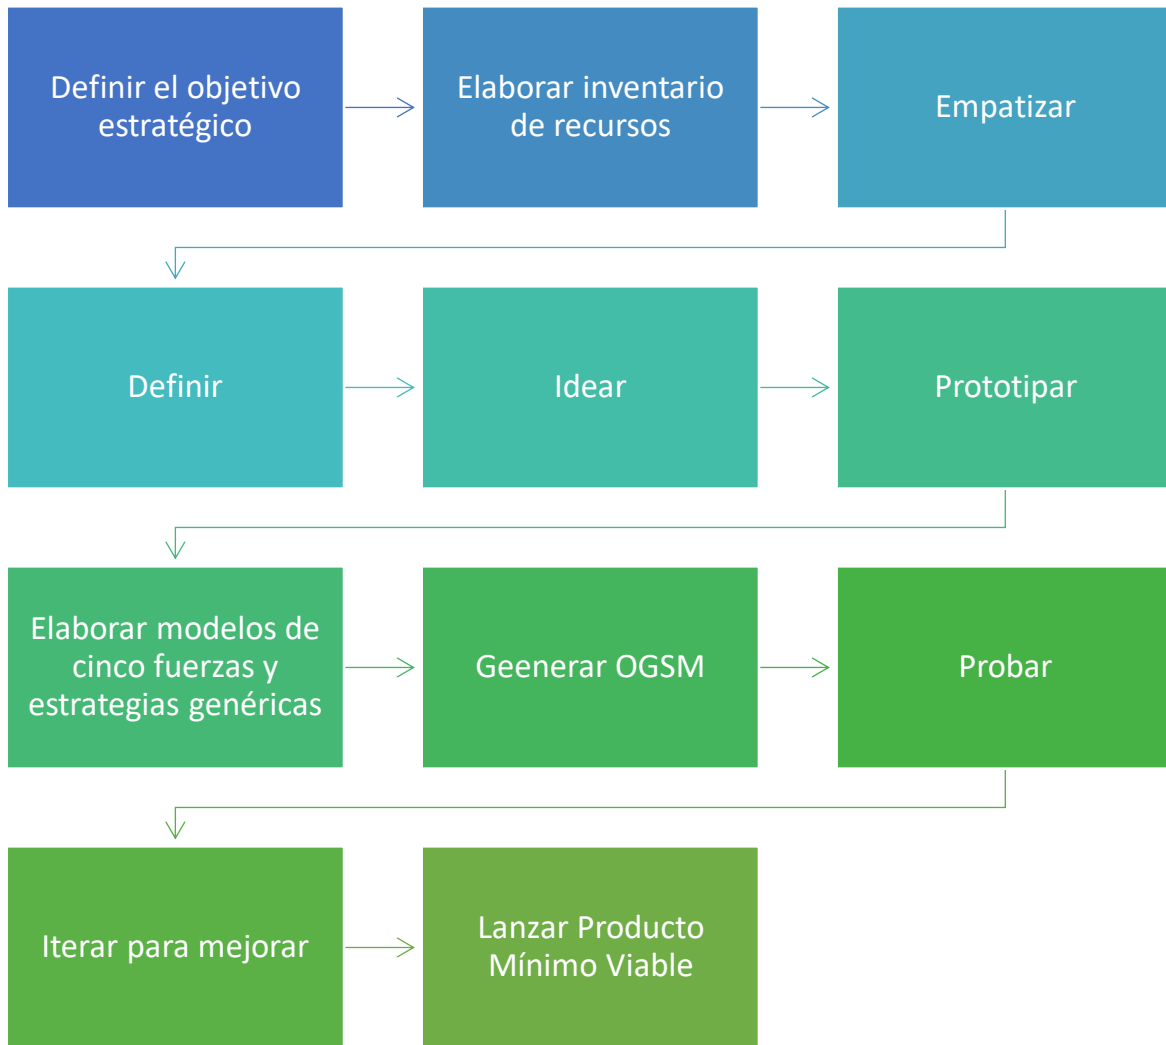 Definir el objetivo
estratégico
Elaborar inventario
de recursos
Empatizar
Definir
Idear
Prototipar
Elaborar modelos de
cinco fuerzas y
estrategias genéricas
Geenerar OGSM
Probar
Iterar para mejorar
Lanzar Producto
Mínimo Viable